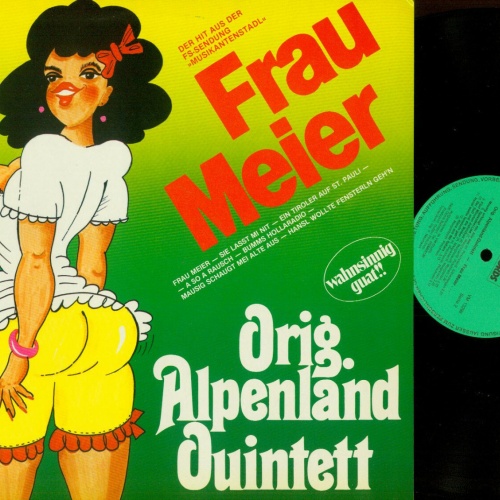 DER HIT AUS DER
FS-SENDUNG
»MUSIKANTENSTADL«
Frau
Meier
FRAU MEIER — SIE LASST MI NIT — EIN TIROLER AUF ST. PAULI —
— A SO A RAUSCH — BUMMS HOLLARADIO —
MAUSIG SCHAUGT MEI ALTE AUS — HANSL WOLLTE FENSTERLN GEH'N
wahnsinnig
guat!!
Orig.
Alpenland
Quintett